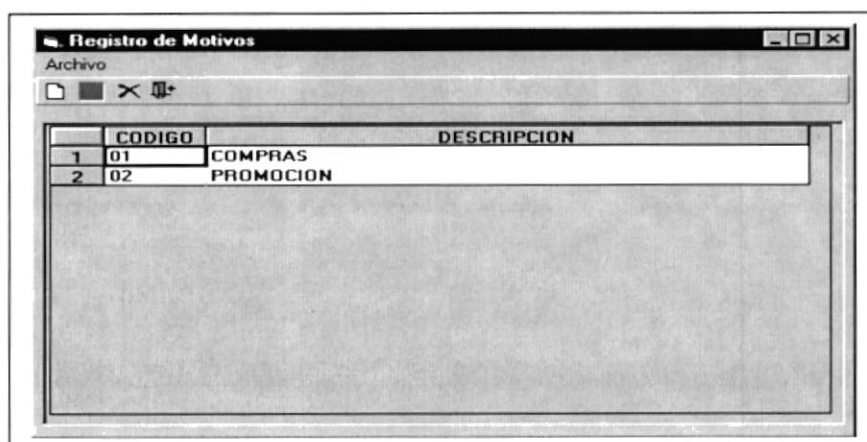 Registro de Motivos
Archivo
CODIGO DESCRIPCION
1 01 COMPRAS
2 02 PROMOCION